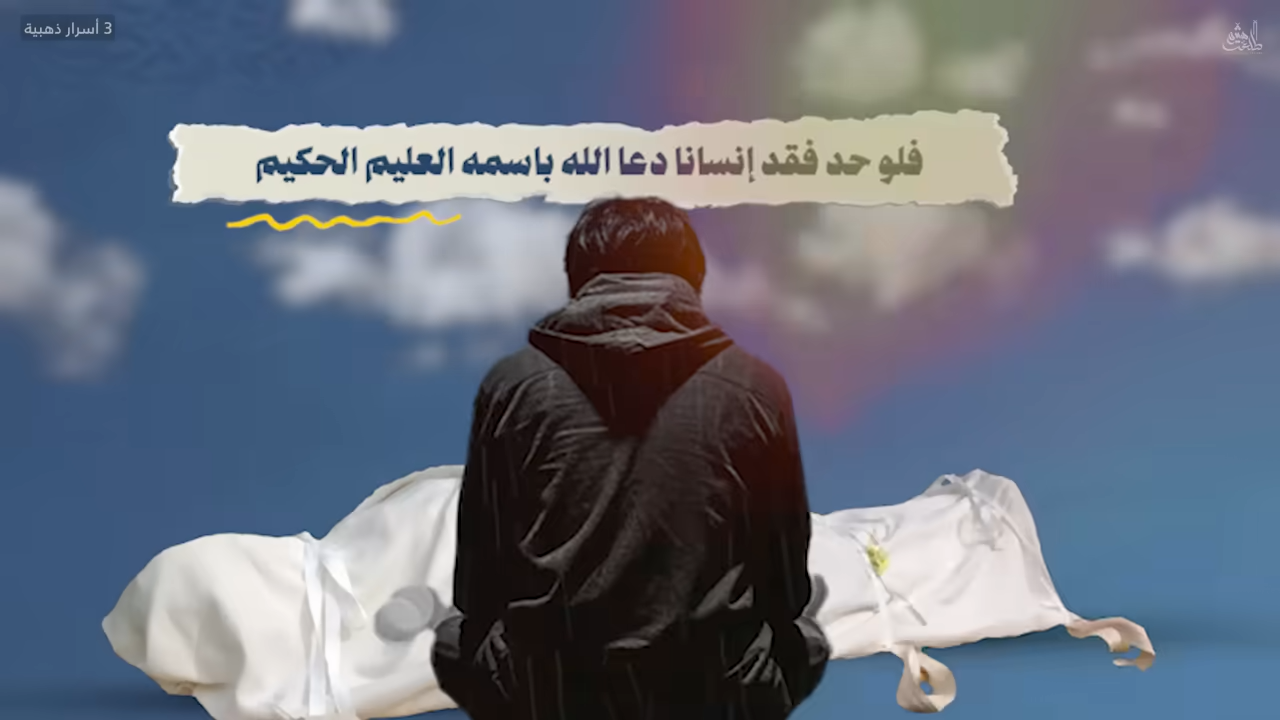 3 أسرار ذهبية
فلو حد فقد إنسانا دعا الله باسمه العليم الحكيم